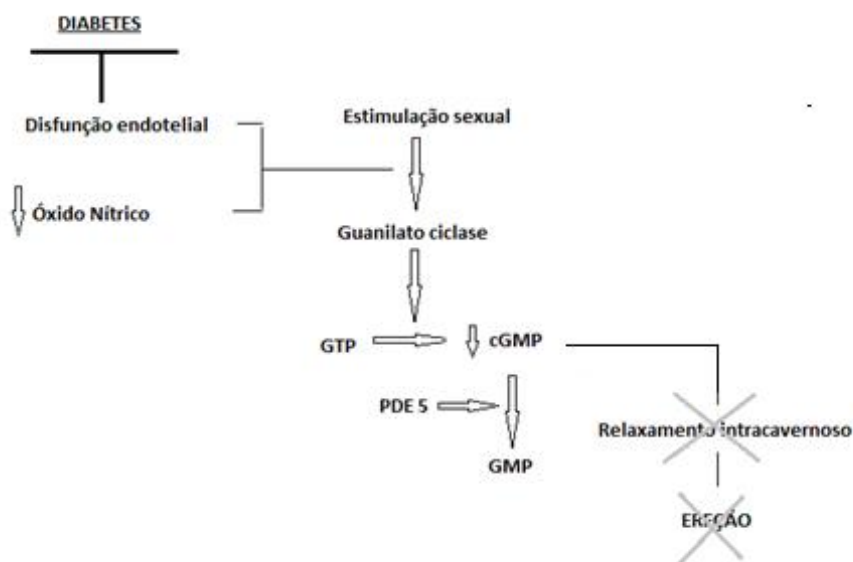 DIABETES
Disfunção endotelial
Estimulação sexual
Óxido Nítrico
Guanilato ciclase
GTP
cGMP
PDE 5
Relaxamento intracavernoso
GMP
EREÇÃO